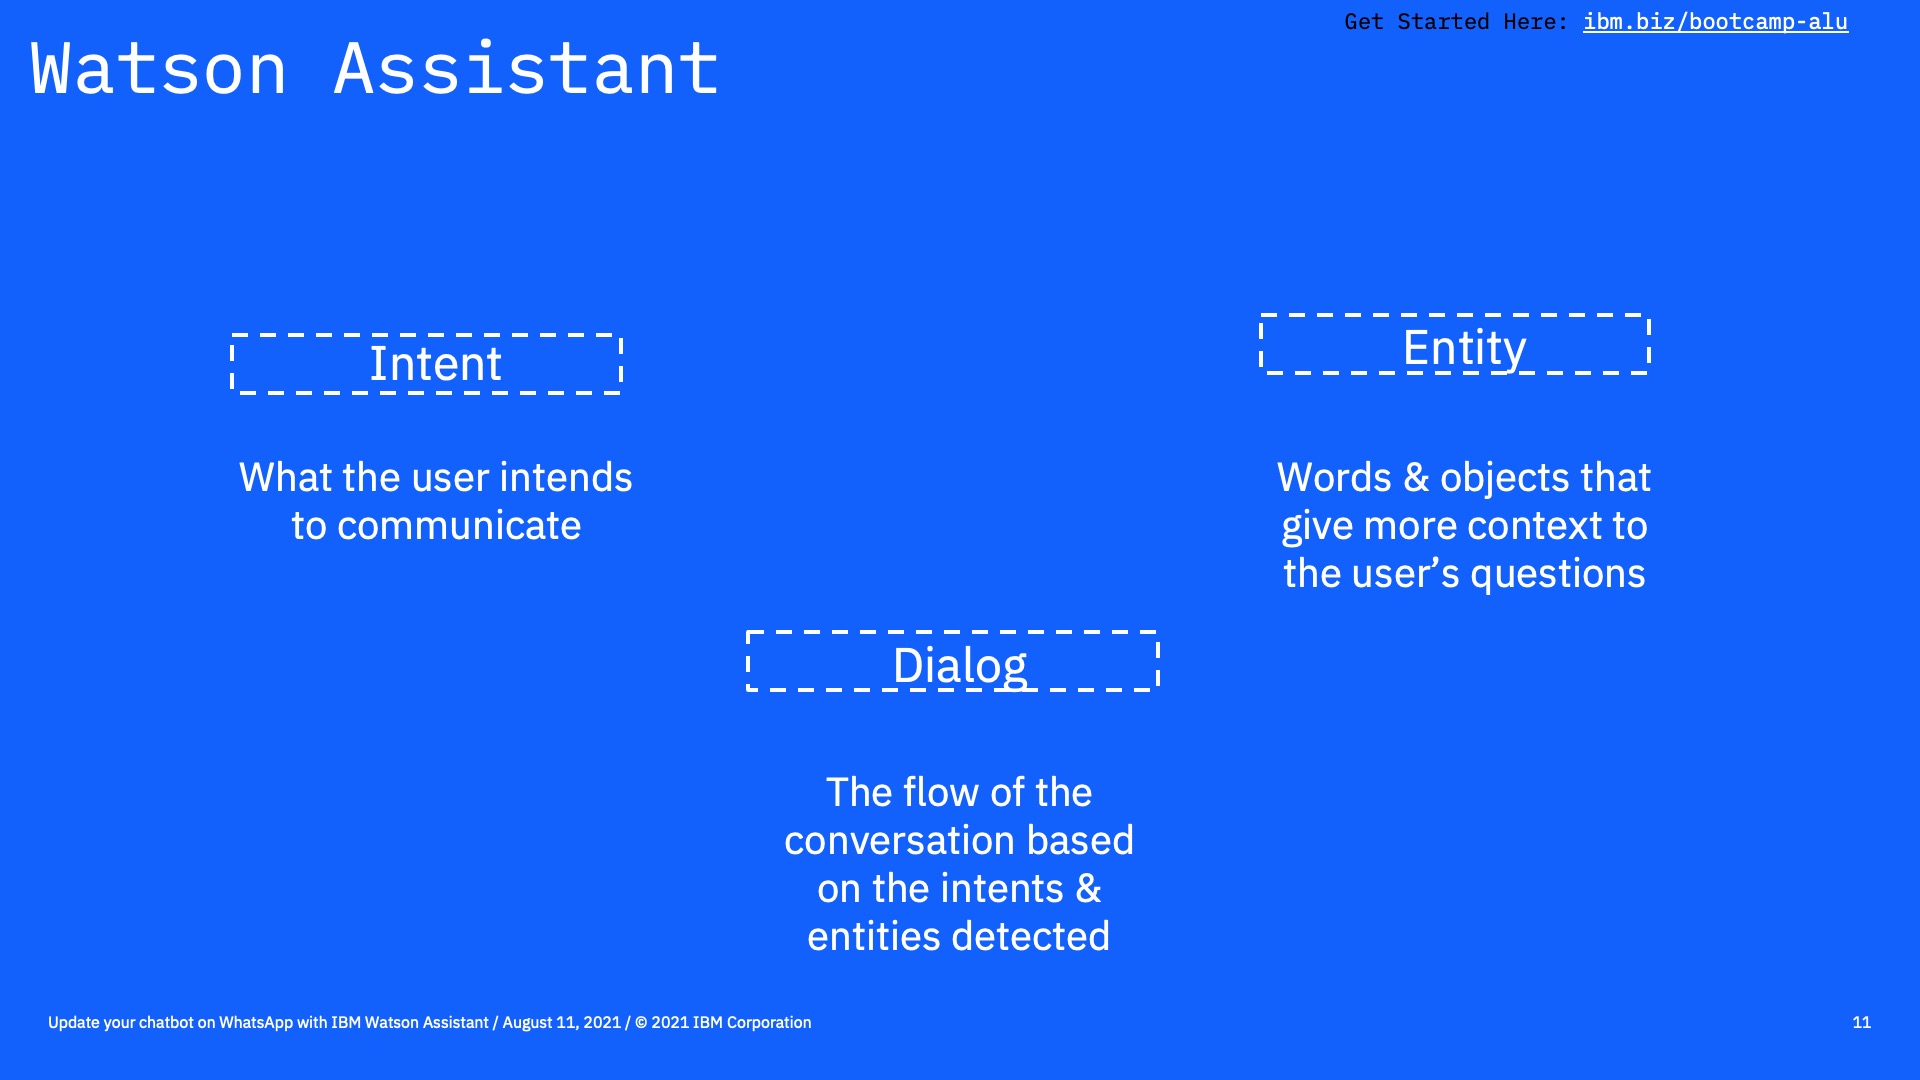 Get Started Here: ibm.biz/bootcamp-alu
Watson Assistant
Intent
What the user intends
to communicate
Entity
Words & objects that
give more context to
the user’s questions
Dialog
The flow of the
conversation based
on the intents &
entities detected
Update your chatbot on WhatsApp with IBM Watson Assistant / August 11, 2021 / © 2021 IBM Corporation
11